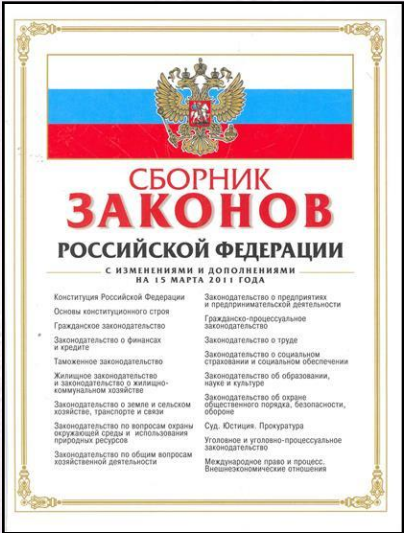 СБОРНИК
ЗАКОНОВ
РОССИЙСКОЙ ФЕДЕРАЦИИ
С ИЗМЕНЕНИЯМИ И ДОПОЛНЕНИЯМИ
НА 15 МАРТА 2011 ГОДА
Конституция Российской Федерации
Основы конституционного строя
Гражданское законодательство
Законодательство о финансах
и кредите
Таможенное законодательство
Жилищное законодательство
и законодательство о жилищно-
коммунальном хозяйстве
Законодательство о земле и сельском
хозяйстве, транспорте и связи
Законодательство по вопросам охраны
окружающей среды и использования
природных ресурсов
Законодательство по общим вопросам
хозяйственной деятельности
Законодательство о предприятиях
и предпринимательской деятельности
Гражданско-процессуальное
законодательство
Законодательство о труде
Законодательство о социальном
страховании и социальном обеспечении
Законодательство об образовании,
науке и культуре
Законодательство об охране
общественного порядка, безопасности,
обороне
Суд. Юстиция. Прокуратура
Уголовное и уголовно-процессуальное
законодательство
Международное право и процесс.
Внешнеэкономические отношения